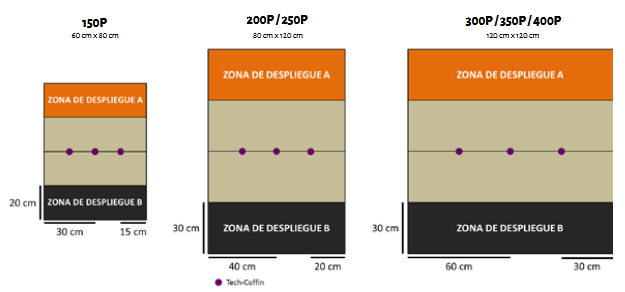 150P
60 cm x 80 cm
ZONA DE DESPLIEGUE A
ZONA DE DESPLIEGUE B
20 cm
30 cm
15 cm
200P / 250P
80 cm x 120 cm
ZONA DE DESPLIEGUE A
ZONA DE DESPLIEGUE B
30 cm
40 cm
20 cm
Tech-Coffin
300P / 350P / 400P
120 cm x 120 cm
ZONA DE DESPLIEGUE A
ZONA DE DESPLIEGUE B
30 cm
60 cm
30 cm